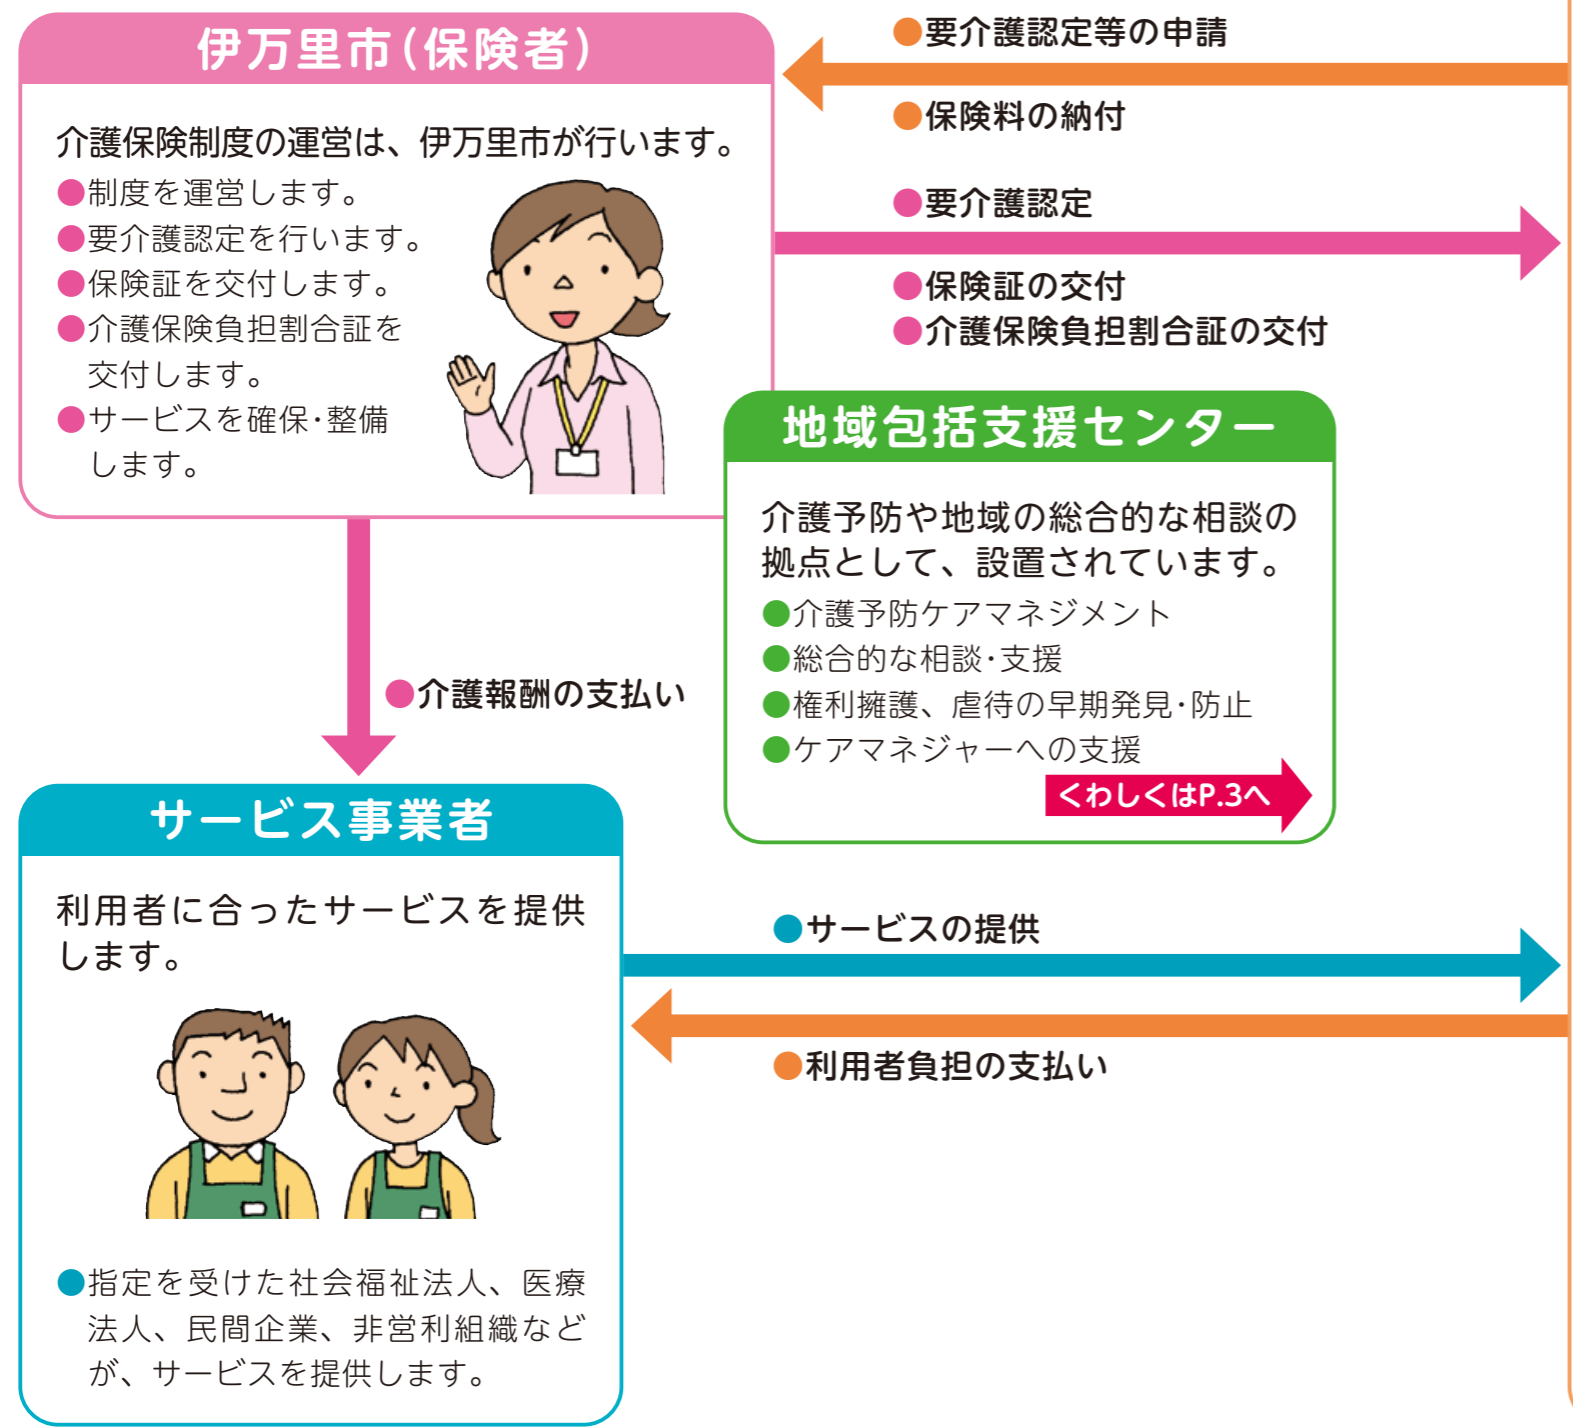 伊万里市(保険者)
介護保険制度の運営は、伊万里市が行います。
●制度を運営します。
●要介護認定を行います。
●保険証を交付します。
●介護保険負担割合証を
交付します。
●サービスを確保・整備
します。
●要介護認定等の申請
●保険料の納付
●要介護認定
●保険証の交付
●介護保険負担割合証の交付
地域包括支援センター
介護予防や地域の総合的な相談の
拠点として、設置されています。
●介護予防ケアマネジメント
●総合的な相談・支援
●権利擁護、虐待の早期発見・防止
●ケアマネジャーへの支援
くわしくはP.3へ
●介護報酬の支払い
サービス事業者
利用者に合ったサービスを提供
します。
●指定を受けた社会福祉法人、医療
法人、民間企業、非営利組織など
が、サービスを提供します。
●サービスの提供
●利用者負担の支払い